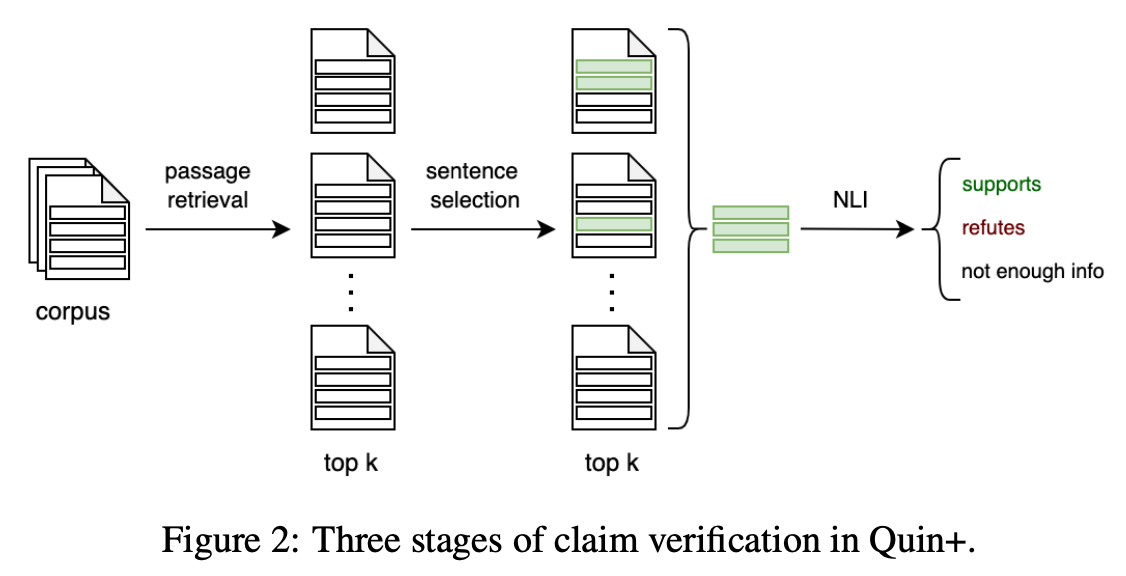 corpus
passage
retrieval
top k
sentence
selection
top k
NLI
supports
refutes
not enough info
Figure 2: Three stages of claim verification in Quin+.